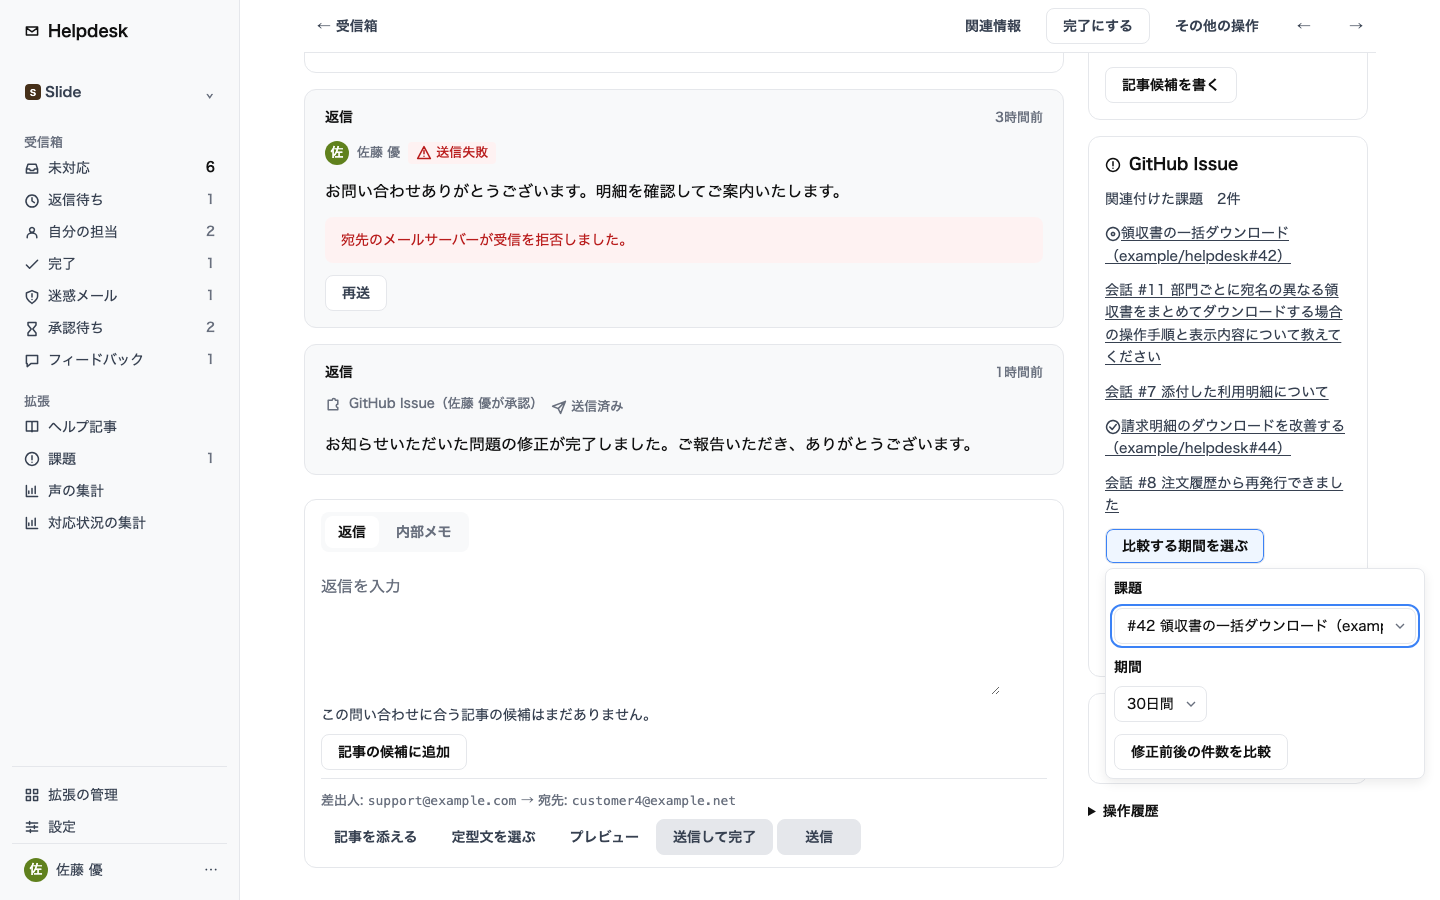 Helpdesk
S Slide
受信箱
未対応 6
返信待ち 1
自分の担当 2
完了 1
迷惑メール 1
承認待ち 2
フィードバック 1
拡張
ヘルプ記事
課題 1
声の集計
対応状況の集計
拡張の管理
設定
佐 佐藤 優 …
← 受信箱
関連情報 完了にする その他の操作 ← →
返信 3時間前
佐 佐藤 優 送信失敗
お問い合わせありがとうございます。明細を確認してご案内いたします。
宛先のメールサーバーが受信を拒否しました。
再送
返信 1時間前
GitHub Issue（佐藤 優が承認） 送信済み
お知らせいただいた問題の修正が完了しました。ご報告いただき、ありがとうございます。
返信 内部メモ
返信を入力
この問い合わせに合う記事の候補はまだありません。
記事の候補に追加
差出人: support@example.com → 宛先: customer4@example.net
記事を添える 定型文を選ぶ プレビュー 送信して完了 送信
記事候補を書く
GitHub Issue
関連付けた課題 2件
領収書の一括ダウンロード
（example/helpdesk#42）
会話 #11 部門ごとに宛名の異なる領
収書をまとめてダウンロードする場合
の操作手順と表示内容について教えて
ください
会話 #7 添付した利用明細について
請求明細のダウンロードを改善する
（example/helpdesk#44）
会話 #8 注文履歴から再発行できまし
た
比較する期間を選ぶ
課題
#42 領収書の一括ダウンロード（examp
期間
30日間
修正前後の件数を比較
▶ 操作履歴